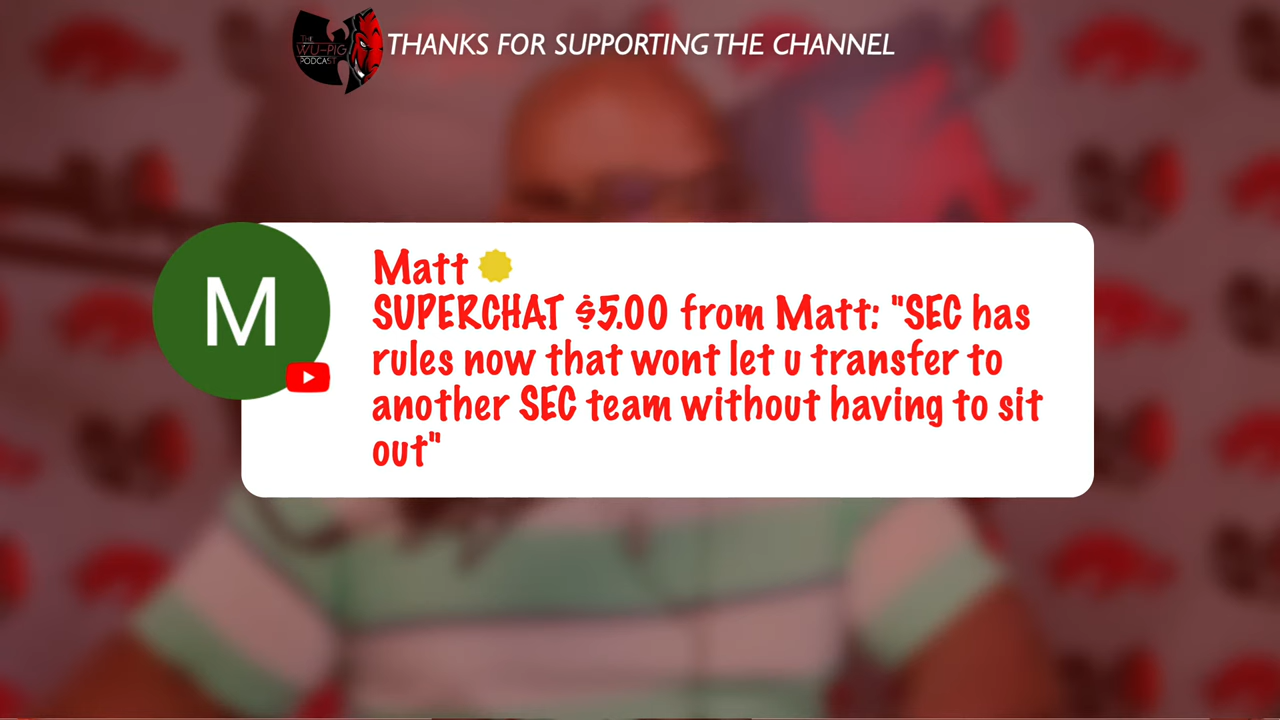 THE
WU-PIG
PODCAST
THANKS FOR SUPPORTING THE CHANNEL
M
Matt
SUPERCHAT $5.00 from Matt: "SEC has
rules now that wont let u transfer to
another SEC team without having to sit
out"